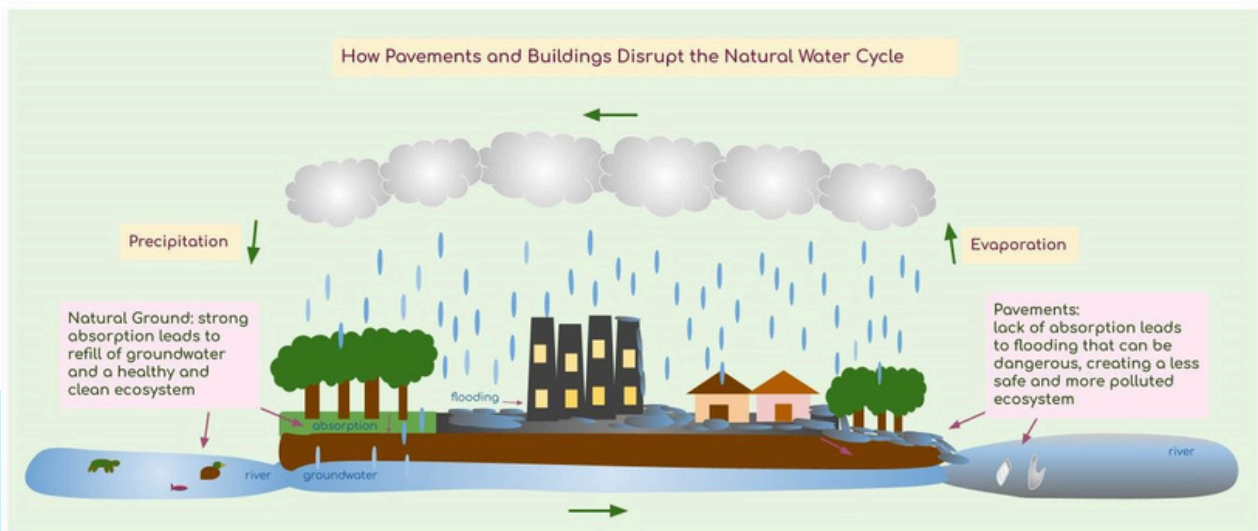 How Pavements and Buildings Disrupt the Natural Water Cycle
Precipitation
Evaporation
Natural Ground: strong
absorption leads to
refill of groundwater
and a healthy and
clean ecosystem
Pavements:
lack of absorption leads
to flooding that can be
dangerous, creating a less
safe and more polluted
ecosystem
flooding
absorption
river
groundwater
river